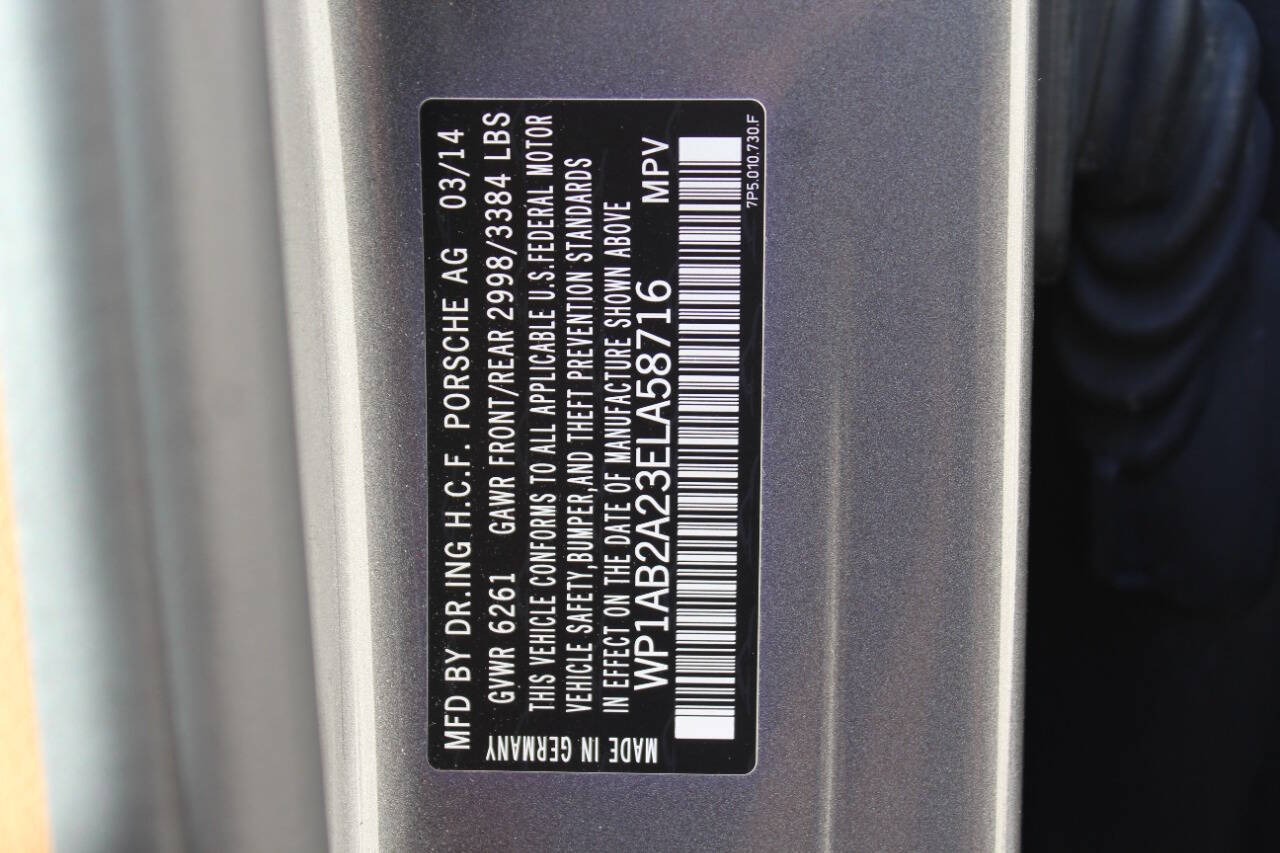 MFD BY DR.ING H.C.F. PORSCHE AG 03/14
GVWR 6261 GAWR FRONT/REAR 2998/3384 LBS
THIS VEHICLE CONFORMS TO ALL APPLICABLE U.S.FEDERAL MOTOR
VEHICLE SAFETY,BUMPER,AND THEFT PREVENTION STANDARDS
IN EFFECT ON THE DATE OF MANUFACTURE SHOWN ABOVE
WP1AB2A23ELA58716 MPV
7P5.010.730.F
MADE IN GERMANY